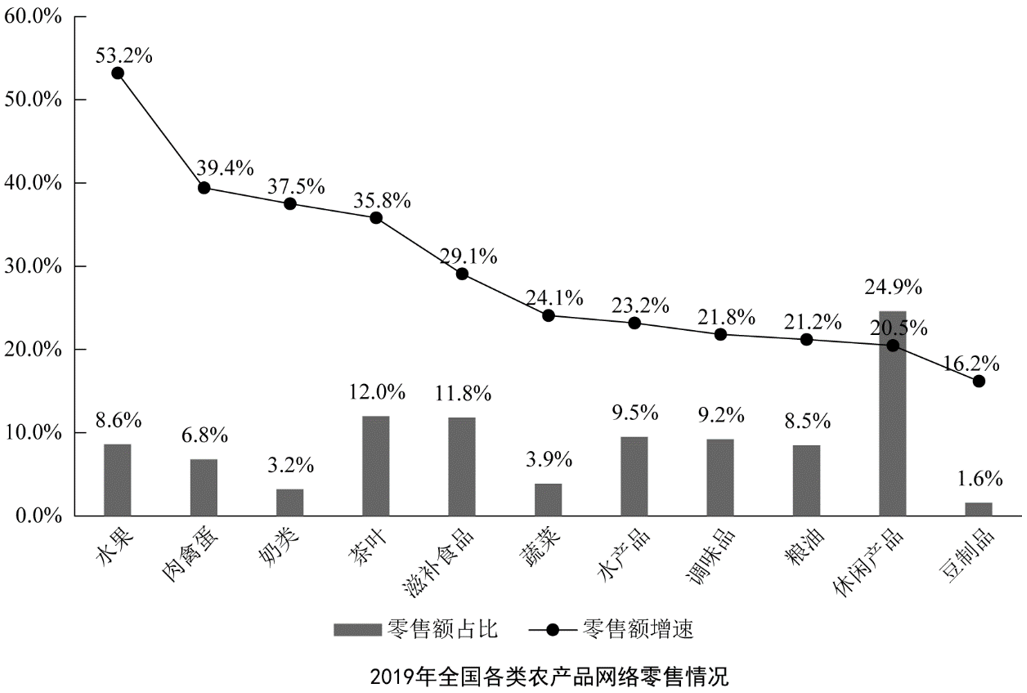 60.0%
50.0%
40.0%
30.0%
20.0%
10.0%
0.0%
53.2%
39.4%
37.5%
35.8%
29.1%
24.1%
23.2%
21.8%
21.2%
20.5%
16.2%
8.6%
6.8%
3.2%
12.0%
11.8%
3.9%
9.5%
9.2%
8.5%
24.9%
1.6%
水果
肉禽蛋
奶类
茶叶
滋补食品
蔬菜
水产品
调味品
粮油
休闲产品
豆制品
零售额占比 零售额增速
2019年全国各类农产品网络零售情况